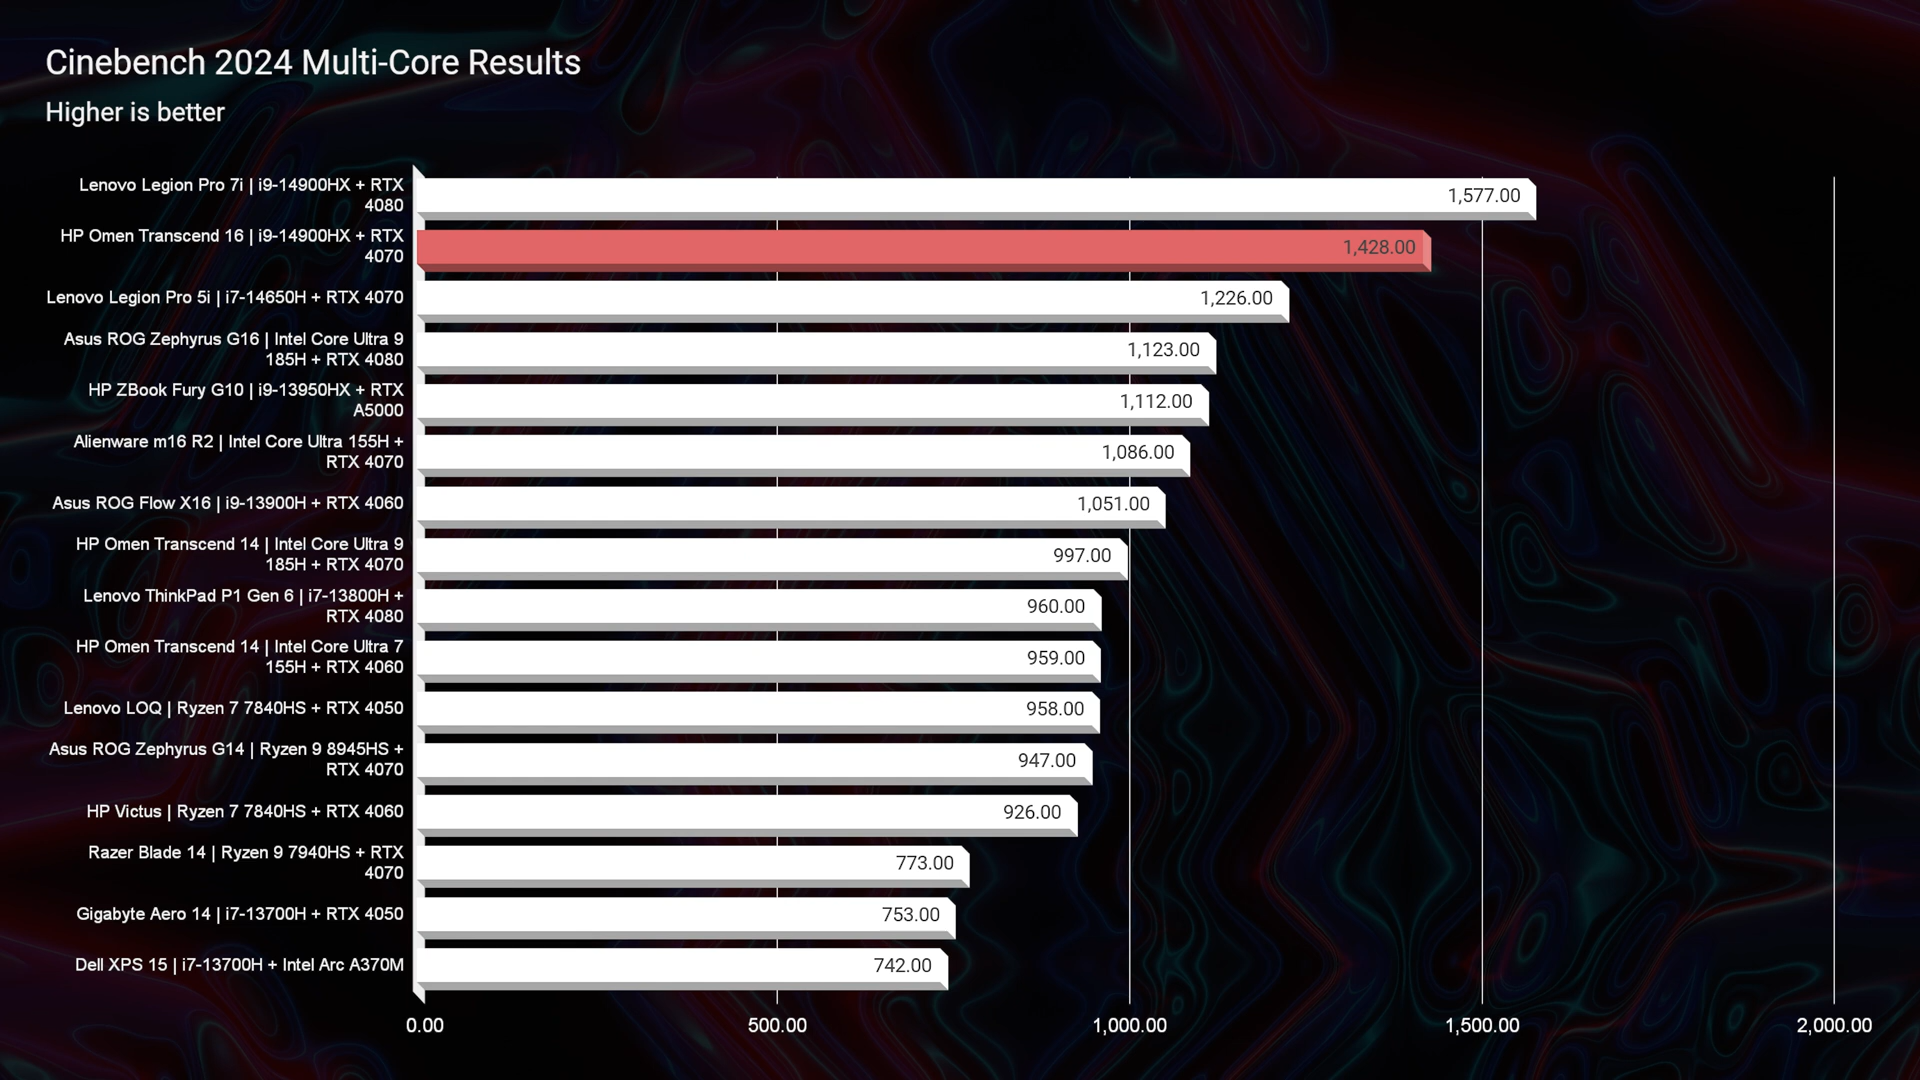 Cinebench 2024 Multi-Core Results
Higher is better
Lenovo Legion Pro 7i | i9-14900HX + RTX
4080
1,577.00
HP Omen Transcend 16 | i9-14900HX + RTX
4070
1,428.00
Lenovo Legion Pro 5i | i7-14650H + RTX 4070
1,226.00
Asus ROG Zephyrus G16 | Intel Core Ultra 9
185H + RTX 4080
1,123.00
HP ZBook Fury G10 | i9-13950HX + RTX
A5000
1,112.00
Alienware m16 R2 | Intel Core Ultra 155H +
RTX 4070
1,086.00
Asus ROG Flow X16 | i9-13900H + RTX 4060
1,051.00
HP Omen Transcend 14 | Intel Core Ultra 9
185H + RTX 4070
997.00
Lenovo ThinkPad P1 Gen 6 | i7-13800H +
RTX 4080
960.00
HP Omen Transcend 14 | Intel Core Ultra 7
155H + RTX 4060
959.00
Lenovo LOQ | Ryzen 7 7840HS + RTX 4050
958.00
Asus ROG Zephyrus G14 | Ryzen 9 8945HS +
RTX 4070
947.00
HP Victus | Ryzen 7 7840HS + RTX 4060
926.00
Razer Blade 14 | Ryzen 9 7940HS + RTX
4070
773.00
Gigabyte Aero 14 | i7-13700H + RTX 4050
753.00
Dell XPS 15 | i7-13700H + Intel Arc A370M
742.00
0.00 500.00 1,000.00 1,500.00 2,000.00